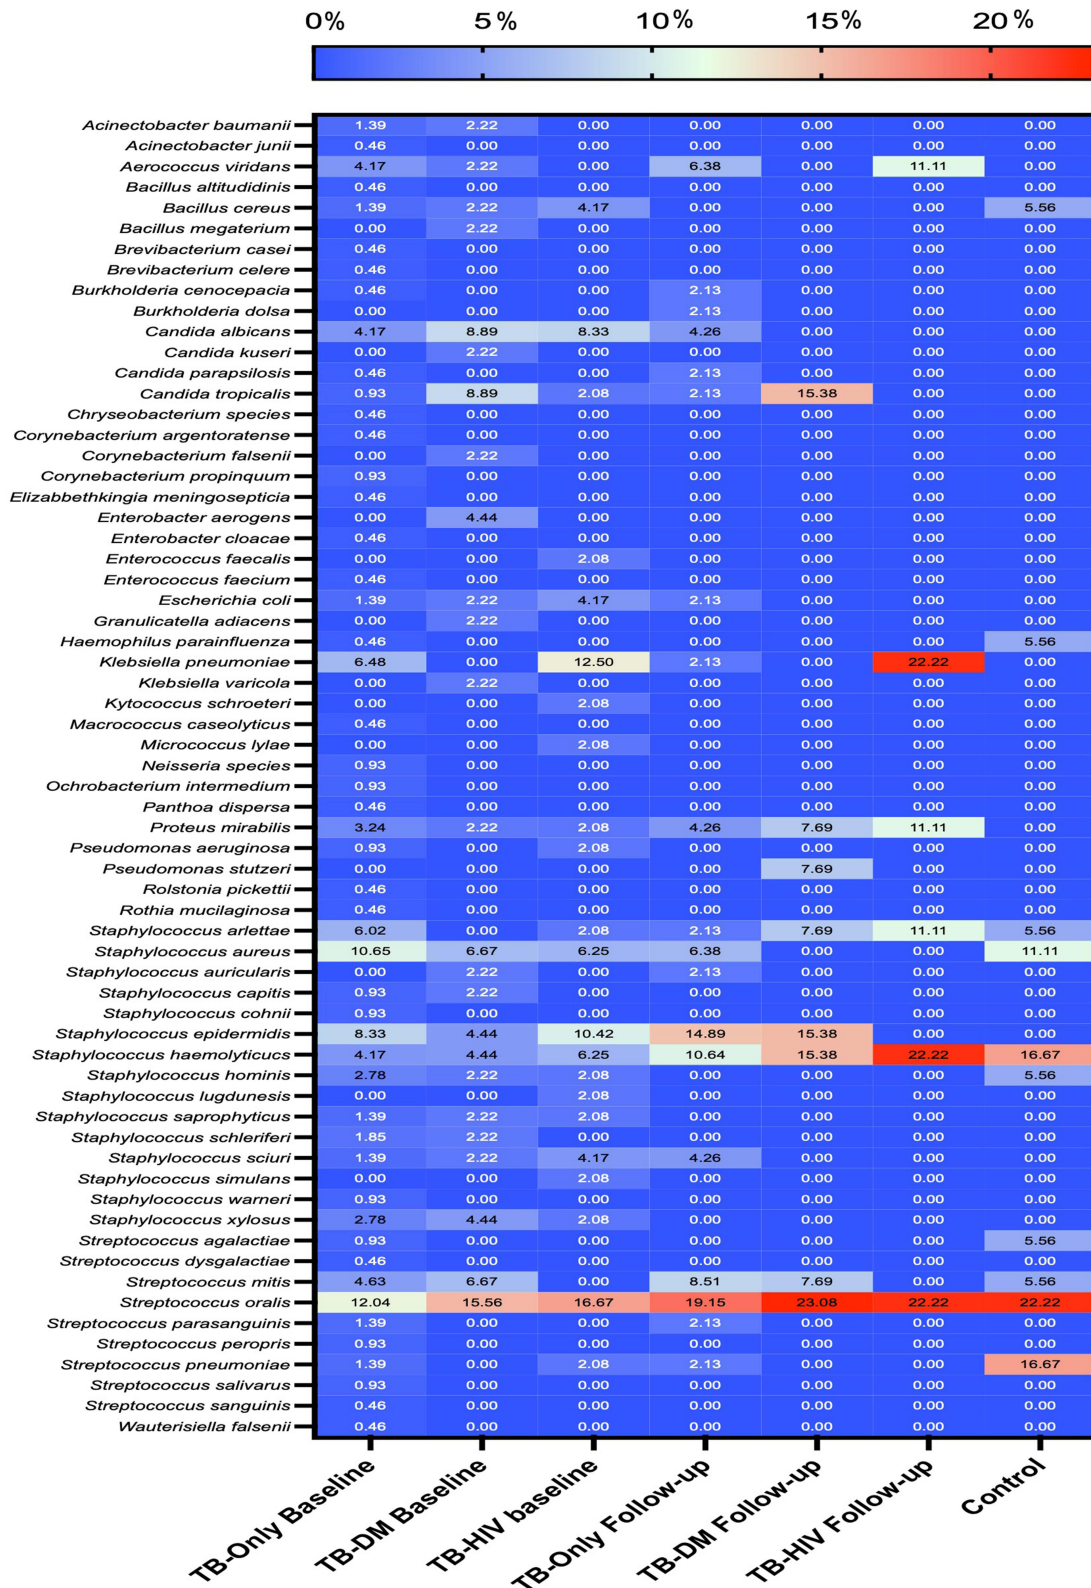 0% 5% 10% 15% 20%
Acinectobacter baumanii 1.39 2.22 0.00 0.00 0.00 0.00 0.00
Acinectobacter junii 0.46 0.00 0.00 0.00 0.00 0.00 0.00
Aerococcus viridans 4.17 2.22 0.00 6.38 0.00 11.11 0.00
Bacillus altitudidinis 0.46 0.00 0.00 0.00 0.00 0.00 0.00
Bacillus cereus 1.39 2.22 4.17 0.00 0.00 0.00 5.56
Bacillus megaterium 0.00 2.22 0.00 0.00 0.00 0.00 0.00
Brevibacterium casei 0.46 0.00 0.00 0.00 0.00 0.00 0.00
Brevibacterium celere 0.46 0.00 0.00 0.00 0.00 0.00 0.00
Burkholderia cenocepacia 0.46 0.00 0.00 2.13 0.00 0.00 0.00
Burkholderia dolsa 0.00 0.00 0.00 2.13 0.00 0.00 0.00
Candida albicans 4.17 8.89 8.33 4.26 0.00 0.00 0.00
Candida kuseri 0.00 2.22 0.00 0.00 0.00 0.00 0.00
Candida parapsilosis 0.46 0.00 0.00 2.13 0.00 0.00 0.00
Candida tropicalis 0.93 8.89 2.08 2.13 15.38 0.00 0.00
Chryseobacterium species 0.46 0.00 0.00 0.00 0.00 0.00 0.00
Corynebacterium argentoratense 0.46 0.00 0.00 0.00 0.00 0.00 0.00
Corynebacterium falsenii 0.00 2.22 0.00 0.00 0.00 0.00 0.00
Corynebacterium propinquum 0.93 0.00 0.00 0.00 0.00 0.00 0.00
Elizabbethkingia meningosepticia 0.46 0.00 0.00 0.00 0.00 0.00 0.00
Enterobacter aerogens 0.00 4.44 0.00 0.00 0.00 0.00 0.00
Enterobacter cloacae 0.46 0.00 0.00 0.00 0.00 0.00 0.00
Enterococcus faecalis 0.00 0.00 2.08 0.00 0.00 0.00 0.00
Enterococcus faecium 0.46 0.00 0.00 0.00 0.00 0.00 0.00
Escherichia coli 1.39 2.22 4.17 2.13 0.00 0.00 0.00
Granulicatella adiacens 0.00 2.22 0.00 0.00 0.00 0.00 0.00
Haemophilus parainfluenza 0.46 0.00 0.00 0.00 0.00 0.00 5.56
Klebsiella pneumoniae 6.48 0.00 12.50 2.13 0.00 22.22 0.00
Klebsiella varicola 0.00 2.22 0.00 0.00 0.00 0.00 0.00
Kytococcus schroeteri 0.00 0.00 2.08 0.00 0.00 0.00 0.00
Macrococcus caseolyticus 0.46 0.00 0.00 0.00 0.00 0.00 0.00
Micrococcus lylae 0.00 0.00 2.08 0.00 0.00 0.00 0.00
Neisseria species 0.93 0.00 0.00 0.00 0.00 0.00 0.00
Ochrobacterium intermedium 0.93 0.00 0.00 0.00 0.00 0.00 0.00
Panthoa dispersa 0.46 0.00 0.00 0.00 0.00 0.00 0.00
Proteus mirabilis 3.24 2.22 2.08 4.26 7.69 11.11 0.00
Pseudomonas aeruginosa 0.93 0.00 2.08 0.00 0.00 0.00 0.00
Pseudomonas stutzeri 0.00 0.00 0.00 0.00 7.69 0.00 0.00
Rolstonia pickettii 0.46 0.00 0.00 0.00 0.00 0.00 0.00
Rothia mucilaginosa 0.46 0.00 0.00 0.00 0.00 0.00 0.00
Staphylococcus arlettae 6.02 0.00 2.08 2.13 7.69 11.11 5.56
Staphylococcus aureus 10.65 6.67 6.25 6.38 0.00 0.00 11.11
Staphylococcus auricularis 0.00 2.22 0.00 2.13 0.00 0.00 0.00
Staphylococcus capitis 0.93 2.22 0.00 0.00 0.00 0.00 0.00
Staphylococcus cohnii 0.93 0.00 0.00 0.00 0.00 0.00 0.00
Staphylococcus epidermidis 8.33 4.44 10.42 14.89 15.38 0.00 0.00
Staphylococcus haemolyticucs 4.17 4.44 6.25 10.64 15.38 22.22 16.67
Staphylococcus hominis 2.78 2.22 2.08 0.00 0.00 0.00 5.56
Staphylococcus lugdunesis 0.00 0.00 2.08 0.00 0.00 0.00 0.00
Staphylococcus saprophyticus 1.39 2.22 2.08 0.00 0.00 0.00 0.00
Staphylococcus schleriferi 1.85 2.22 0.00 0.00 0.00 0.00 0.00
Staphylococcus sciuri 1.39 2.22 4.17 4.26 0.00 0.00 0.00
Staphylococcus simulans 0.00 0.00 2.08 0.00 0.00 0.00 0.00
Staphylococcus warneri 0.93 0.00 0.00 0.00 0.00 0.00 0.00
Staphylococcus xylosus 2.78 4.44 2.08 0.00 0.00 0.00 0.00
Streptococcus agalactiae 0.93 0.00 0.00 0.00 0.00 0.00 5.56
Streptococcus dysgalactiae 0.46 0.00 0.00 0.00 0.00 0.00 0.00
Streptococcus mitis 4.63 6.67 0.00 8.51 7.69 0.00 5.56
Streptococcus oralis 12.04 15.56 16.67 19.15 23.08 22.22 22.22
Streptococcus parasanguinis 1.39 0.00 0.00 2.13 0.00 0.00 0.00
Streptococcus peropris 0.93 0.00 0.00 0.00 0.00 0.00 0.00
Streptococcus pneumoniae 1.39 0.00 2.08 2.13 0.00 0.00 16.67
Streptococcus salivarus 0.93 0.00 0.00 0.00 0.00 0.00 0.00
Streptococcus sanguinis 0.46 0.00 0.00 0.00 0.00 0.00 0.00
Wauterisiella falsenii 0.46 0.00 0.00 0.00 0.00 0.00 0.00
TB-Only Baseline
TB-DM Baseline
TB-HIV baseline
TB-Only Follow-up
TB-DM Follow-up
TB-HIV Follow-up
Control